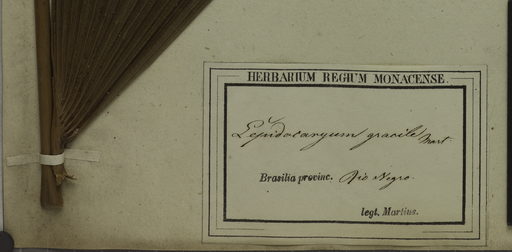 HERBARIUM REGIUM MONACENSE.
Lepidocaryum gracile Mart.
Brasilia provinc. Rio Negro.
legt. Martius.